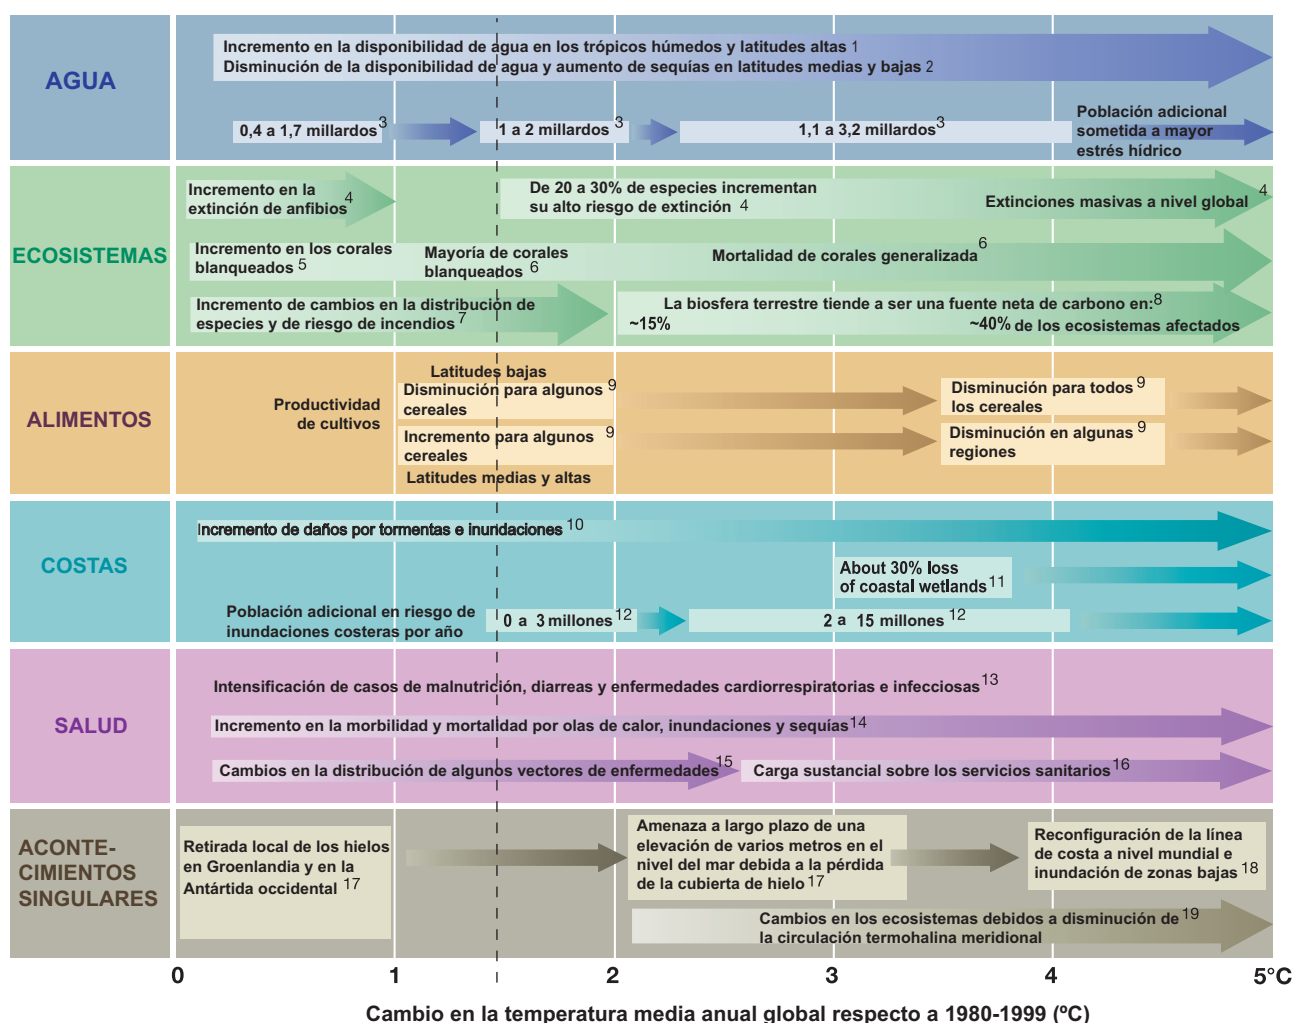 AGUA
Incremento en la disponibilidad de agua en los trópicos húmedos y latitudes altas 1
Disminución de la disponibilidad de agua y aumento de sequías en latitudes medias y bajas 2
0,4 a 1,7 millardos 3
1 a 2 millardos 3
1,1 a 3,2 millardos 3
Población adicional
sometida a mayor
estrés hídrico
ECOSISTEMAS
Incremento en la
extinción de anfibios 4
De 20 a 30% de especies incrementan
su alto riesgo de extinción 4
Extinciones masivas a nivel global 4
Incremento en los corales
blanqueados 5
Mayoría de corales
blanqueados 6
Mortalidad de corales generalizada 6
Incremento de cambios en la distribución de
especies y de riesgo de incendios 7
La biosfera terrestre tiende a ser una fuente neta de carbono en: 8
~15%
~40% de los ecosistemas afectados
ALIMENTOS
Productividad
de cultivos
Latitudes bajas
Disminución para algunos 9
cereales
Incremento para algunos 9
cereales
Latitudes medias y altas
Disminución para todos 9
los cereales
Disminución en algunas 9
regiones
COSTAS
Incremento de daños por tormentas e inundaciones 10
About 30% loss
of coastal wetlands 11
Población adicional en riesgo de
inundaciones costeras por año
0 a 3 millones 12
2 a 15 millones 12
SALUD
Intensificación de casos de malnutrición, diarreas y enfermedades cardiorrespiratorias e infecciosas 13
Incremento en la morbilidad y mortalidad por olas de calor, inundaciones y sequías 14
Cambios en la distribución de algunos vectores de enfermedades 15
Carga sustancial sobre los servicios sanitarios 16
ACONTE-
CIMIENTOS
SINGULARES
Retirada local de los hielos
en Groenlandia y en la
Antártida occidental 17
Amenaza a largo plazo de una
elevación de varios metros en el
nivel del mar debida a la pérdida
de la cubierta de hielo 17
Reconfiguración de la línea
de costa a nivel mundial e
inundación de zonas bajas 18
Cambios en los ecosistemas debidos a disminución de 19
la circulación termohalina meridional
0 1 2 3 4 5°C
Cambio en la temperatura media anual global respecto a 1980-1999 (ºC)